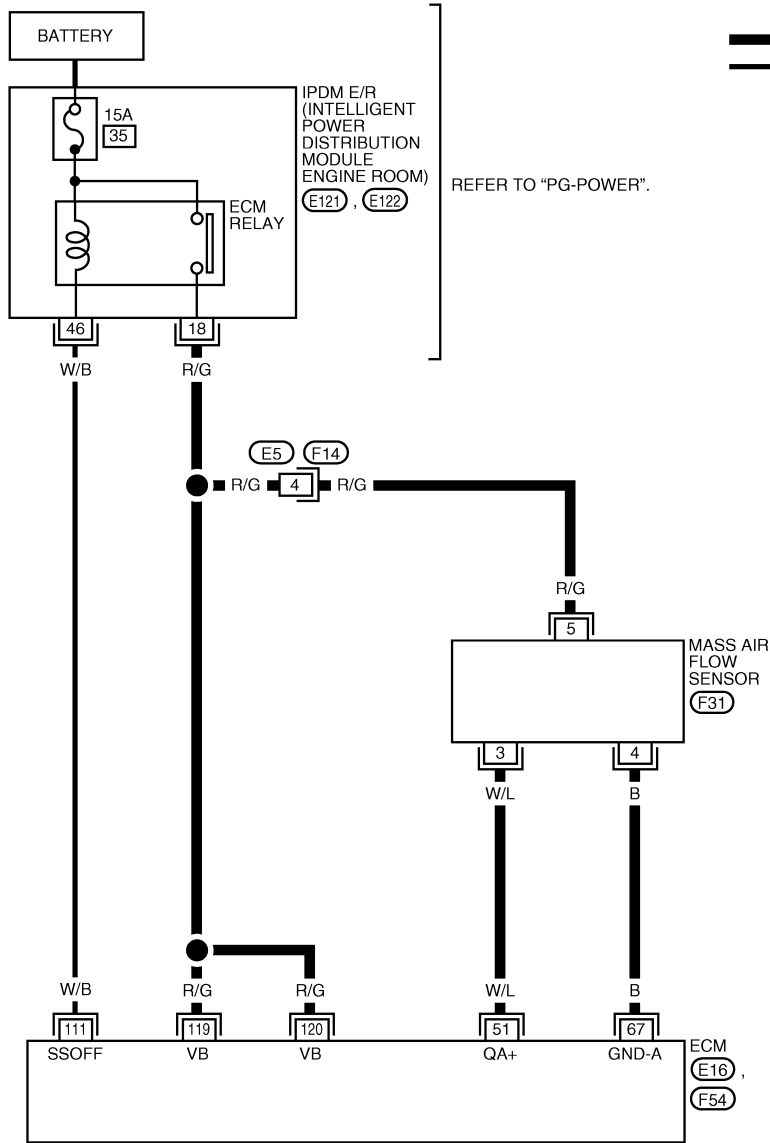 BATTERY
15A
35
IPDM E/R
(INTELLIGENT
POWER
DISTRIBUTION
MODULE
ENGINE ROOM)
E121 , E122
REFER TO “PG-POWER”.
ECM
RELAY
46
18
W/B
R/G
E5
F14
R/G
4
R/G
R/G
5
MASS AIR
FLOW
SENSOR
F31
3
4
W/L
B
W/B
R/G
R/G
W/L
B
111
119
120
51
67
SSOFF
VB
VB
QA+
GND-A
ECM
E16 ,
F54